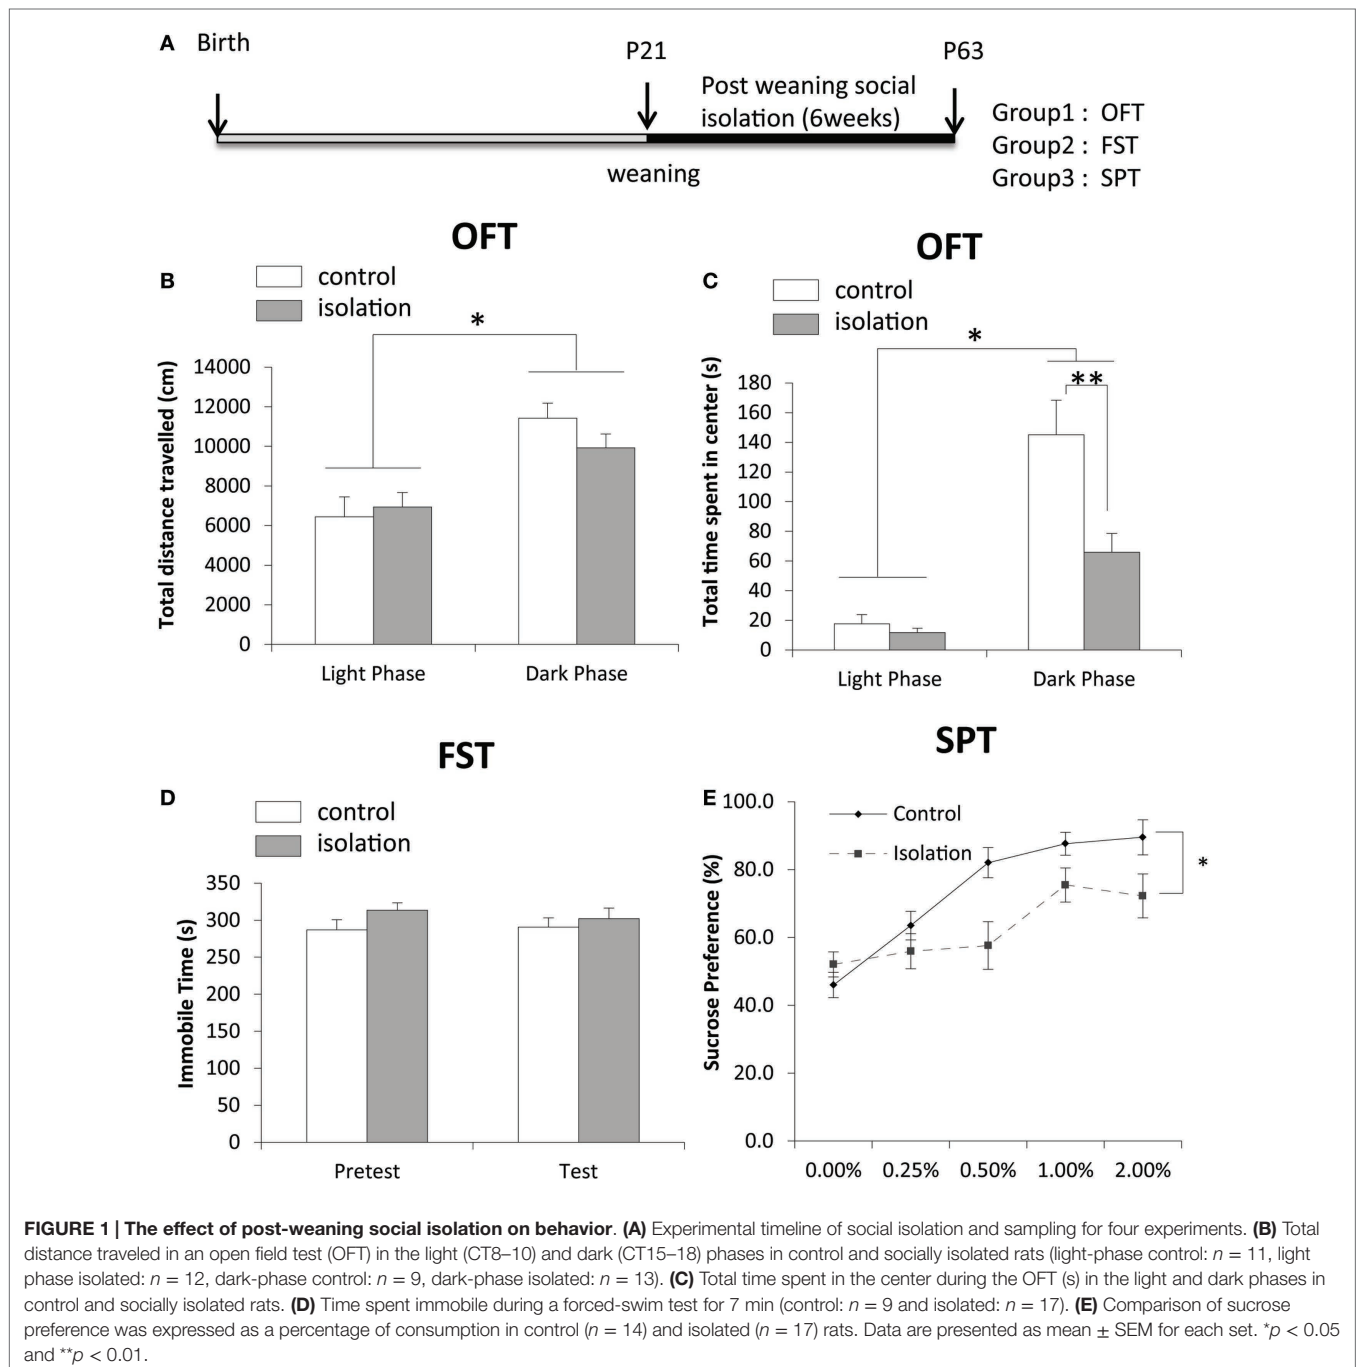 A Birth
P21
P63
Post weaning social
isolation (6weeks)
weaning
Group1 : OFT
Group2 : FST
Group3 : SPT
OFT
B
control
isolation
*
Total distance travelled (cm)
14000
12000
10000
8000
6000
4000
2000
0
Light Phase
Dark Phase
OFT
C
control
isolation
*
**
Total time spent in center (s)
180
160
140
120
100
80
60
40
20
0
Light Phase
Dark Phase
FST
D
control
isolation
Immobile Time (s)
350
300
250
200
150
100
50
0
Pretest
Test
SPT
E
Control
Isolation
*
Sucrose Preference (%)
100.0
80.0
60.0
40.0
20.0
0.0
0.00%
0.25%
0.50%
1.00%
2.00%
FIGURE 1 | The effect of post-weaning social isolation on behavior. (A) Experimental timeline of social isolation and sampling for four experiments. (B) Total
distance traveled in an open field test (OFT) in the light (CT8–10) and dark (CT15–18) phases in control and socially isolated rats (light-phase control: n = 11, light
phase isolated: n = 12, dark-phase control: n = 9, dark-phase isolated: n = 13). (C) Total time spent in the center during the OFT (s) in the light and dark phases in
control and socially isolated rats. (D) Time spent immobile during a forced-swim test for 7 min (control: n = 9 and isolated: n = 17). (E) Comparison of sucrose
preference was expressed as a percentage of consumption in control (n = 14) and isolated (n = 17) rats. Data are presented as mean ± SEM for each set. *p < 0.05
and **p < 0.01.